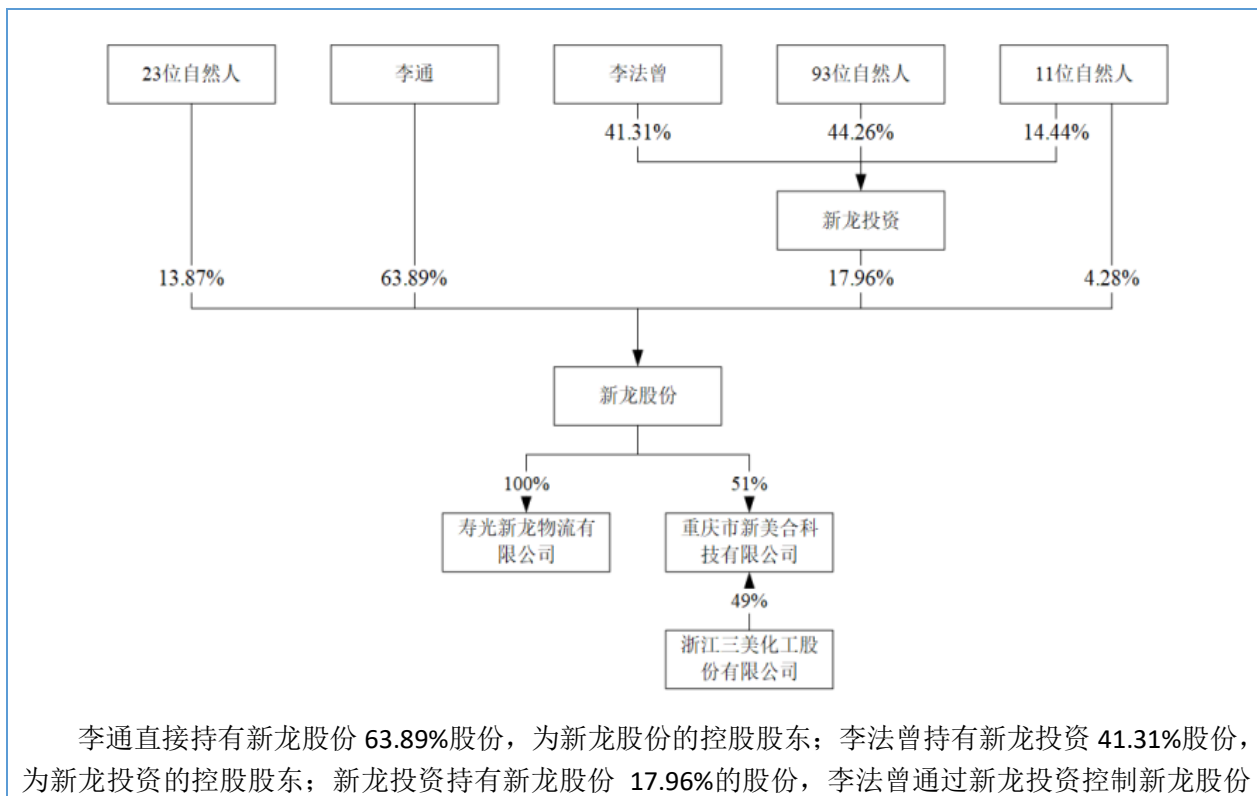 23位自然人
李通
李法曾
93位自然人
11位自然人
41.31%
44.26%
14.44%
新龙投资
13.87%
63.89%
17.96%
4.28%
新龙股份
100%
51%
寿光新龙物流有
限公司
重庆市新美合科
技有限公司
49%
浙江三美化工股
份有限公司
李通直接持有新龙股份 63.89%股份，为新龙股份的控股股东；李法曾持有新龙投资 41.31%股份，
为新龙投资的控股股东；新龙投资持有新龙股份 17.96%的股份，李法曾通过新龙投资控制新龙股份